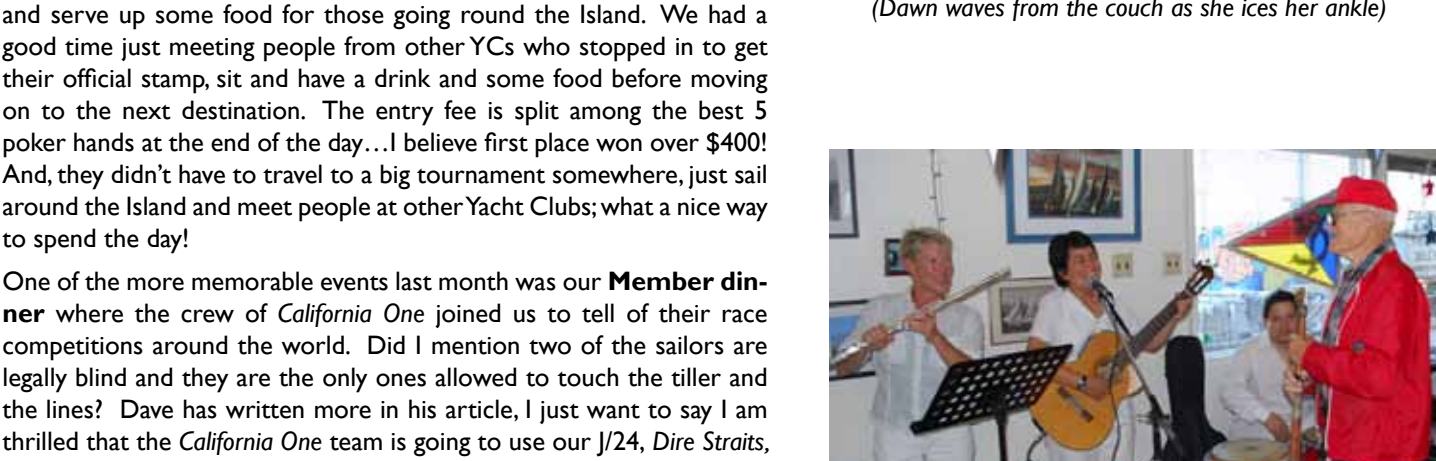 and serve up some food for those going round the Island.  We had a
good time just meeting people from other YCs who stopped in to get
their official stamp, sit and have a drink and some food before moving
on to the next destination.  The entry fee is split among the best 5
poker hands at the end of the day…I believe first place won over $400!
And, they didn’t have to travel to a big tournament somewhere, just sail
around the Island and meet people at other Yacht Clubs; what a nice way
to spend the day!
One of the more memorable events last month was our Member din-
ner where the crew of California One joined us to tell of their race
competitions around the world.  Did I mention two of the sailors are
legally blind and they are the only ones allowed to touch the tiller and
the lines?  Dave has written more in his article, I just want to say I am
thrilled that the California One team is going to use our J/24, Dire Straits,
(Dawn waves from the couch as she ices her ankle)